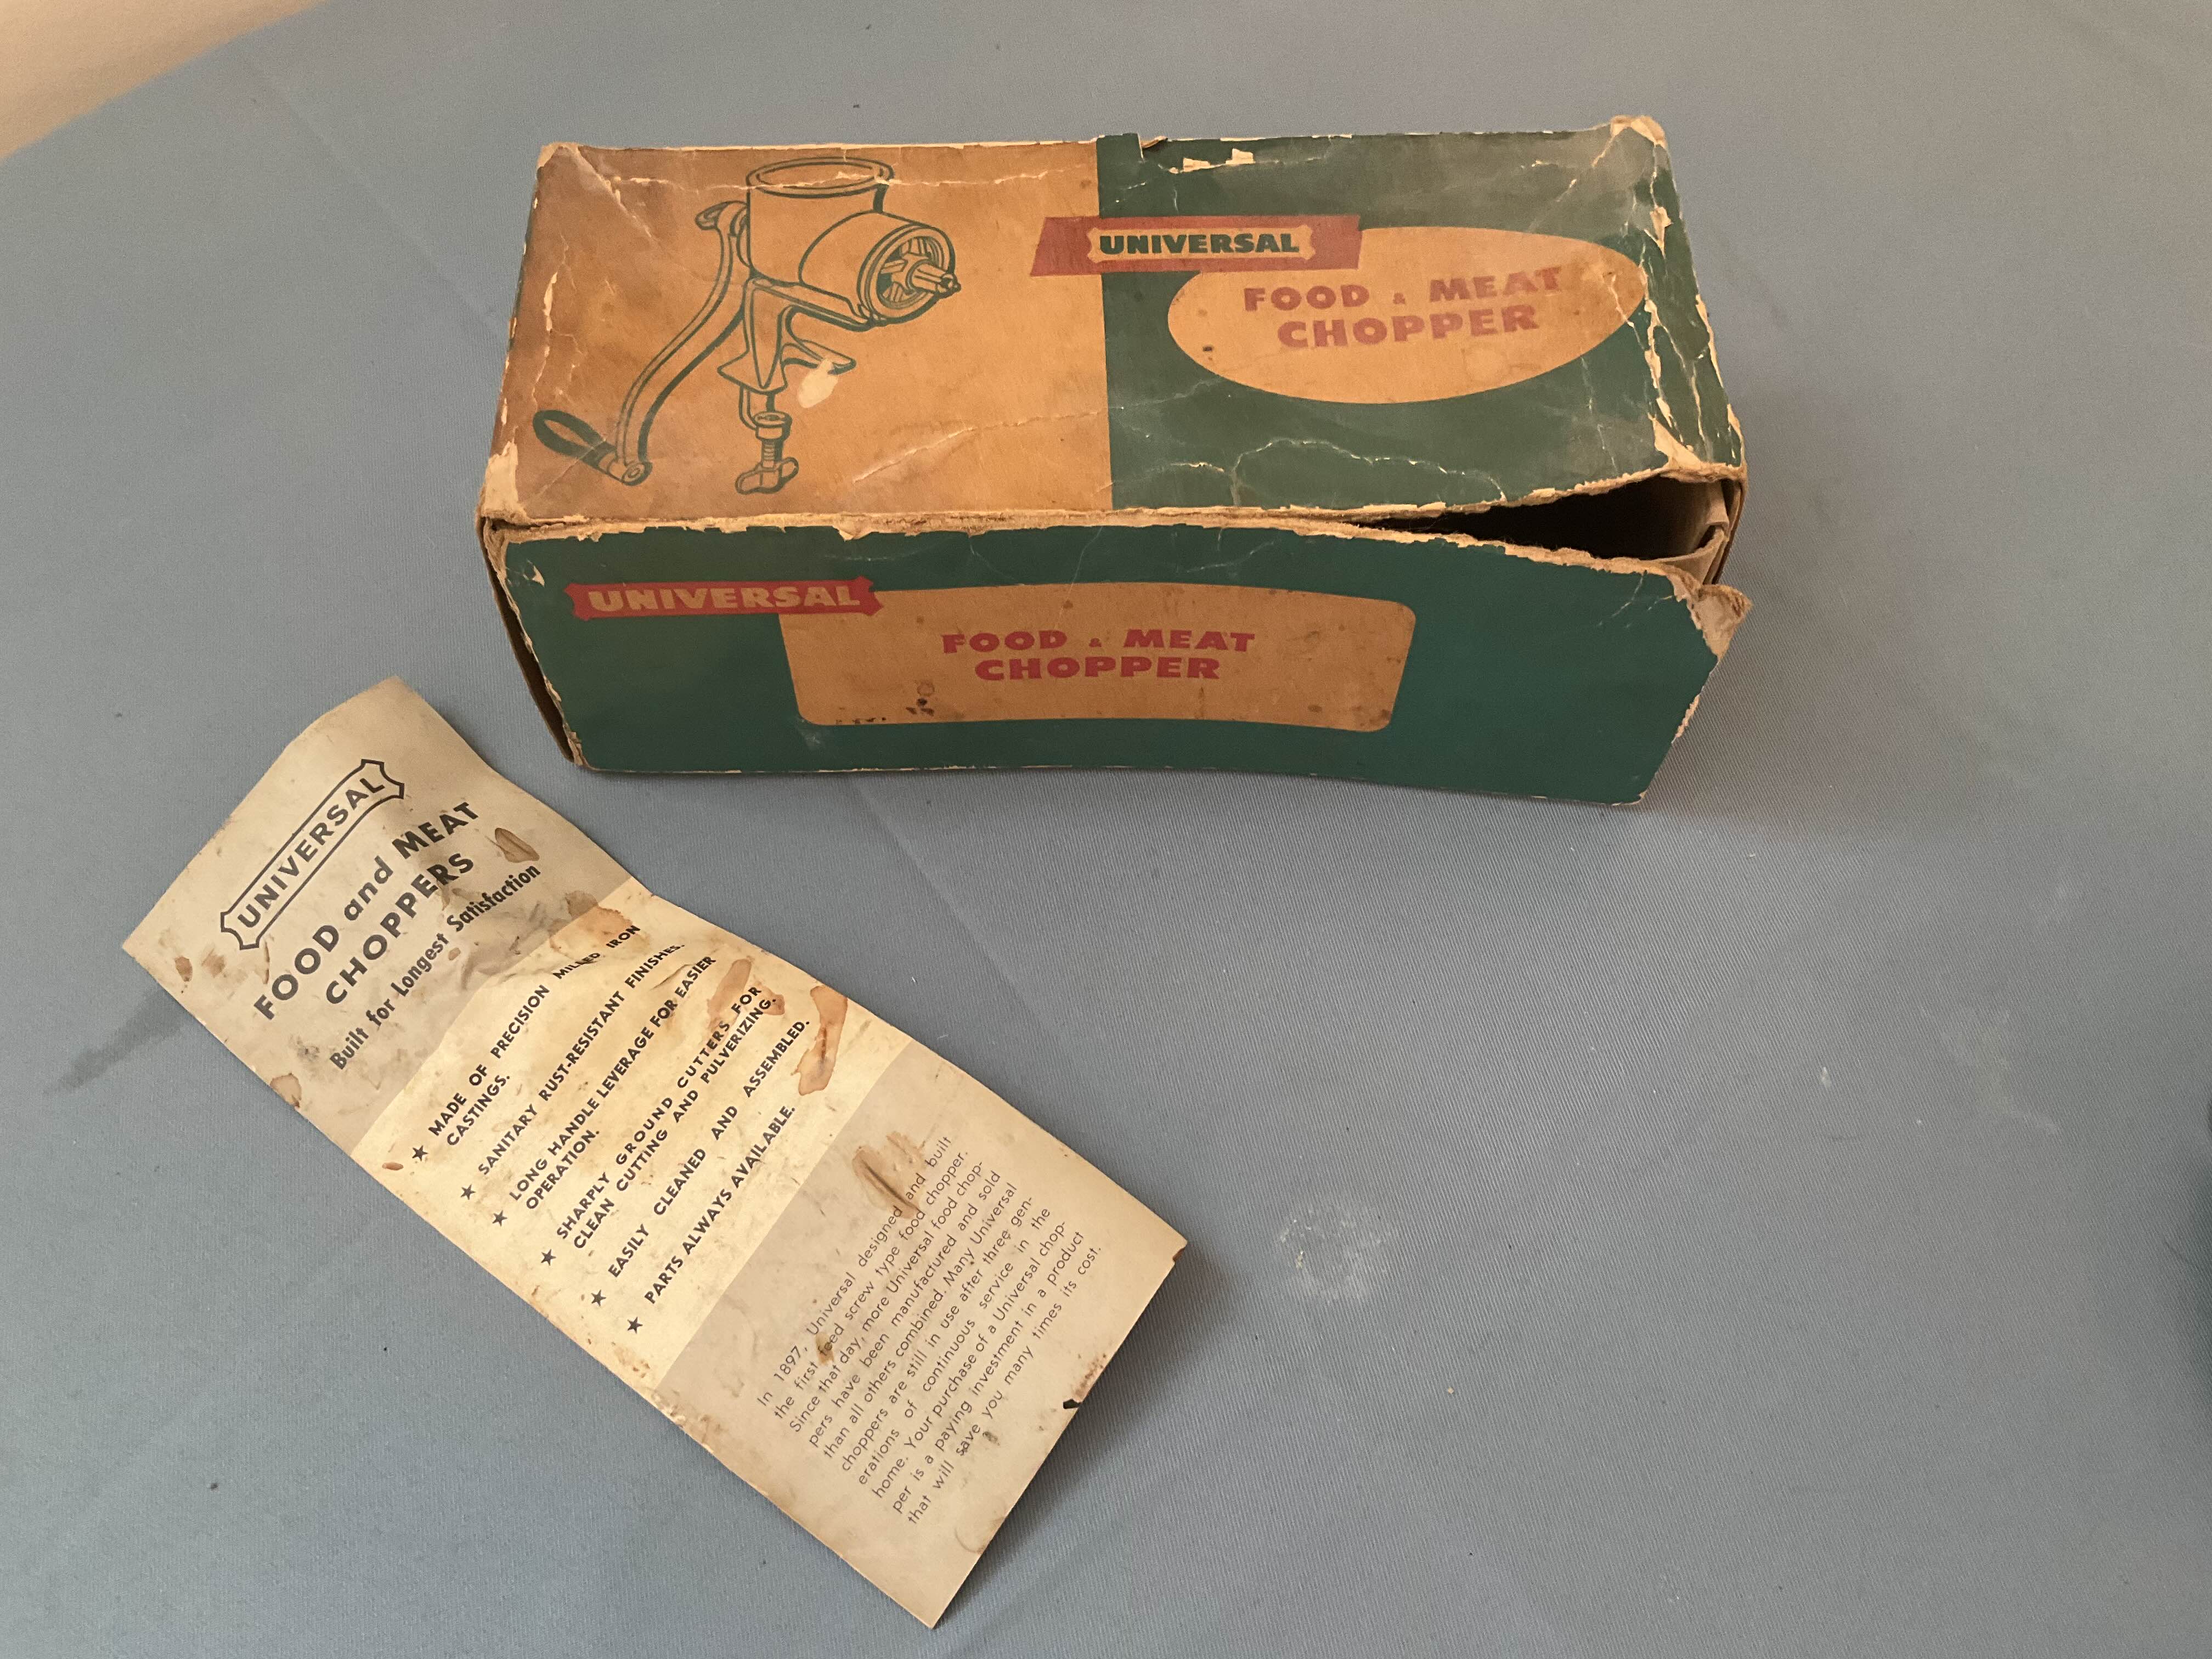 UNIVERSAL
FOOD & MEAT
CHOPPER
UNIVERSAL
FOOD & MEAT
CHOPPER
UNIVERSAL
FOOD and MEAT
CHOPPERS
Built for Longest Satisfaction
★ MADE OF PRECISION MILLED IRON
CASTINGS.
★ SANITARY RUST-RESISTANT FINISHES.
★ LONG HANDLE LEVERAGE FOR EASIER
OPERATION.
★ SHARPLY GROUND CUTTERS FOR
CLEAN CUTTING AND PULVERIZING.
★ EASILY CLEANED AND ASSEMBLED.
★ PARTS ALWAYS AVAILABLE.
In 1897, Universal designed and built
the first feed screw type food chopper.
Since that day, more Universal food chop-
pers have been manufactured and sold
than all others combined. Many Universal
choppers are still in use after three gen-
erations of continuous service in the
home. Your purchase of a Universal chop-
per is a paying investment in a product
that will save you many times its cost.